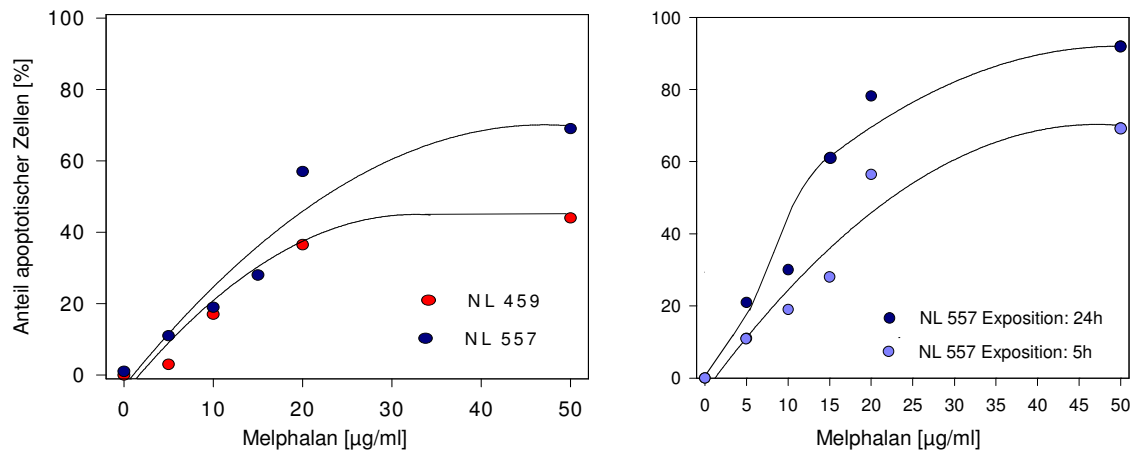 Anteil apoptotischer Zellen [%]
100
80
60
40
20
0
0 10 20 30 40 50
Melphalan [µg/ml]
NL 459
NL 557
100
80
60
40
20
0
0 5 10 15 20 25 30 35 40 45 50
Melphalan [µg/ml]
NL 557 Exposition: 24h
NL 557 Exposition: 5h